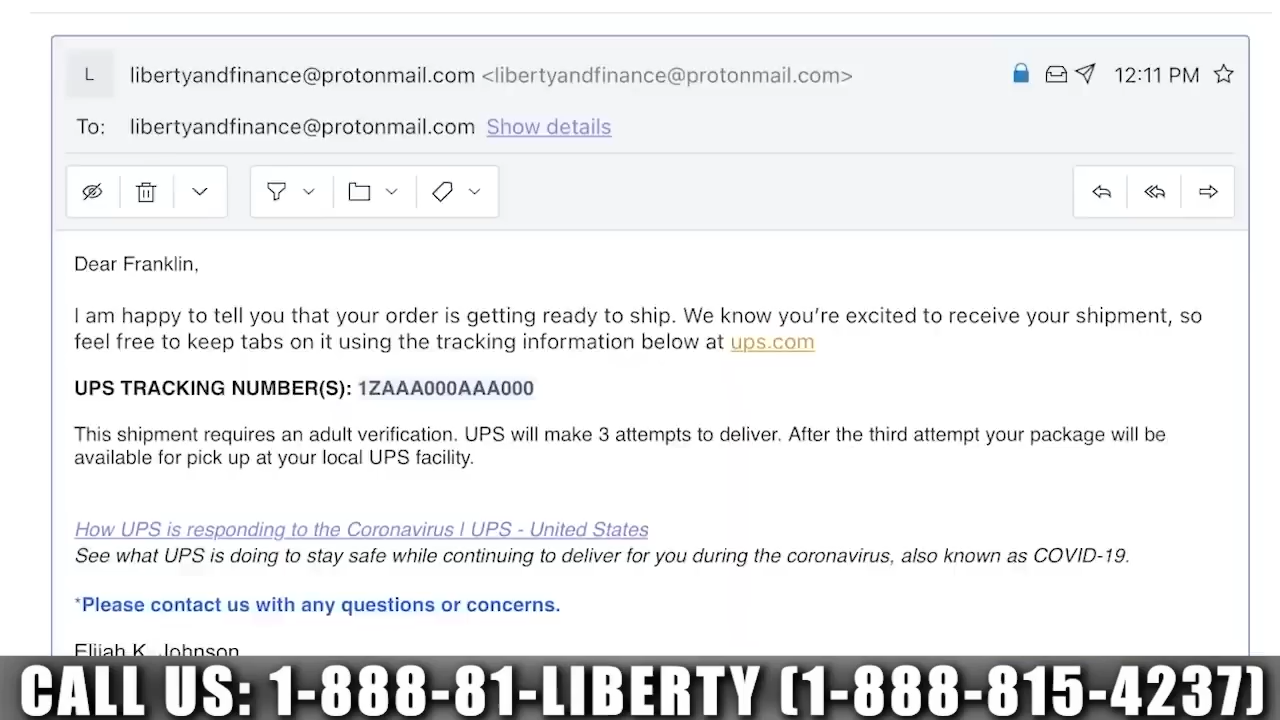 L
libertyandfinance@protonmail.com <libertyandfinance@protonmail.com>
12:11 PM
To: libertyandfinance@protonmail.com Show details
Dear Franklin,
I am happy to tell you that your order is getting ready to ship. We know you're excited to receive your shipment, so
feel free to keep tabs on it using the tracking information below at ups.com
UPS TRACKING NUMBER(S): 1ZAAA000AAA000
This shipment requires an adult verification. UPS will make 3 attempts to deliver. After the third attempt your package will be
available for pick up at your local UPS facility.
How UPS is responding to the Coronavirus | UPS - United States
See what UPS is doing to stay safe while continuing to deliver for you during the coronavirus, also known as COVID-19.
*Please contact us with any questions or concerns.
Elijah K. Johnson
CALL US: 1-888-81-LIBERTY (1-888-815-4237)